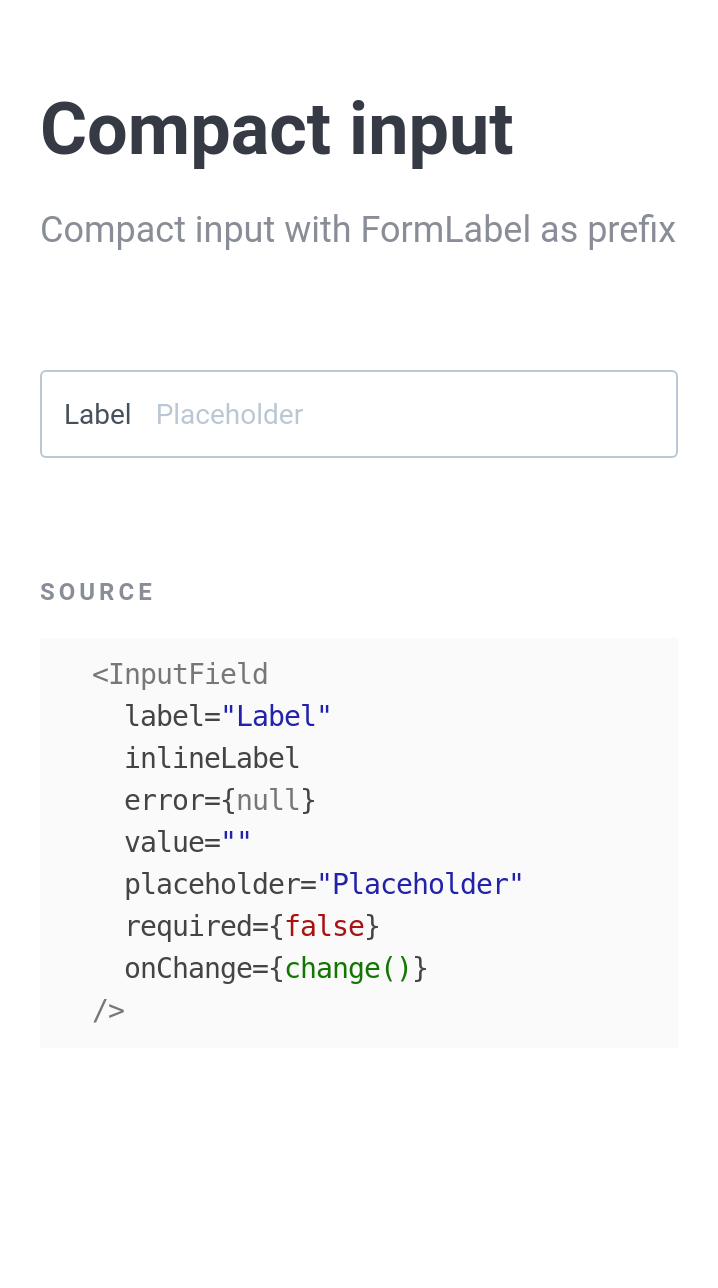 Compact input
Compact input with FormLabel as prefix
Label Placeholder
SOURCE
<InputField
label="Label"
inlineLabel
error={null}
value=""
placeholder="Placeholder"
required={false}
onChange={change()}
/>